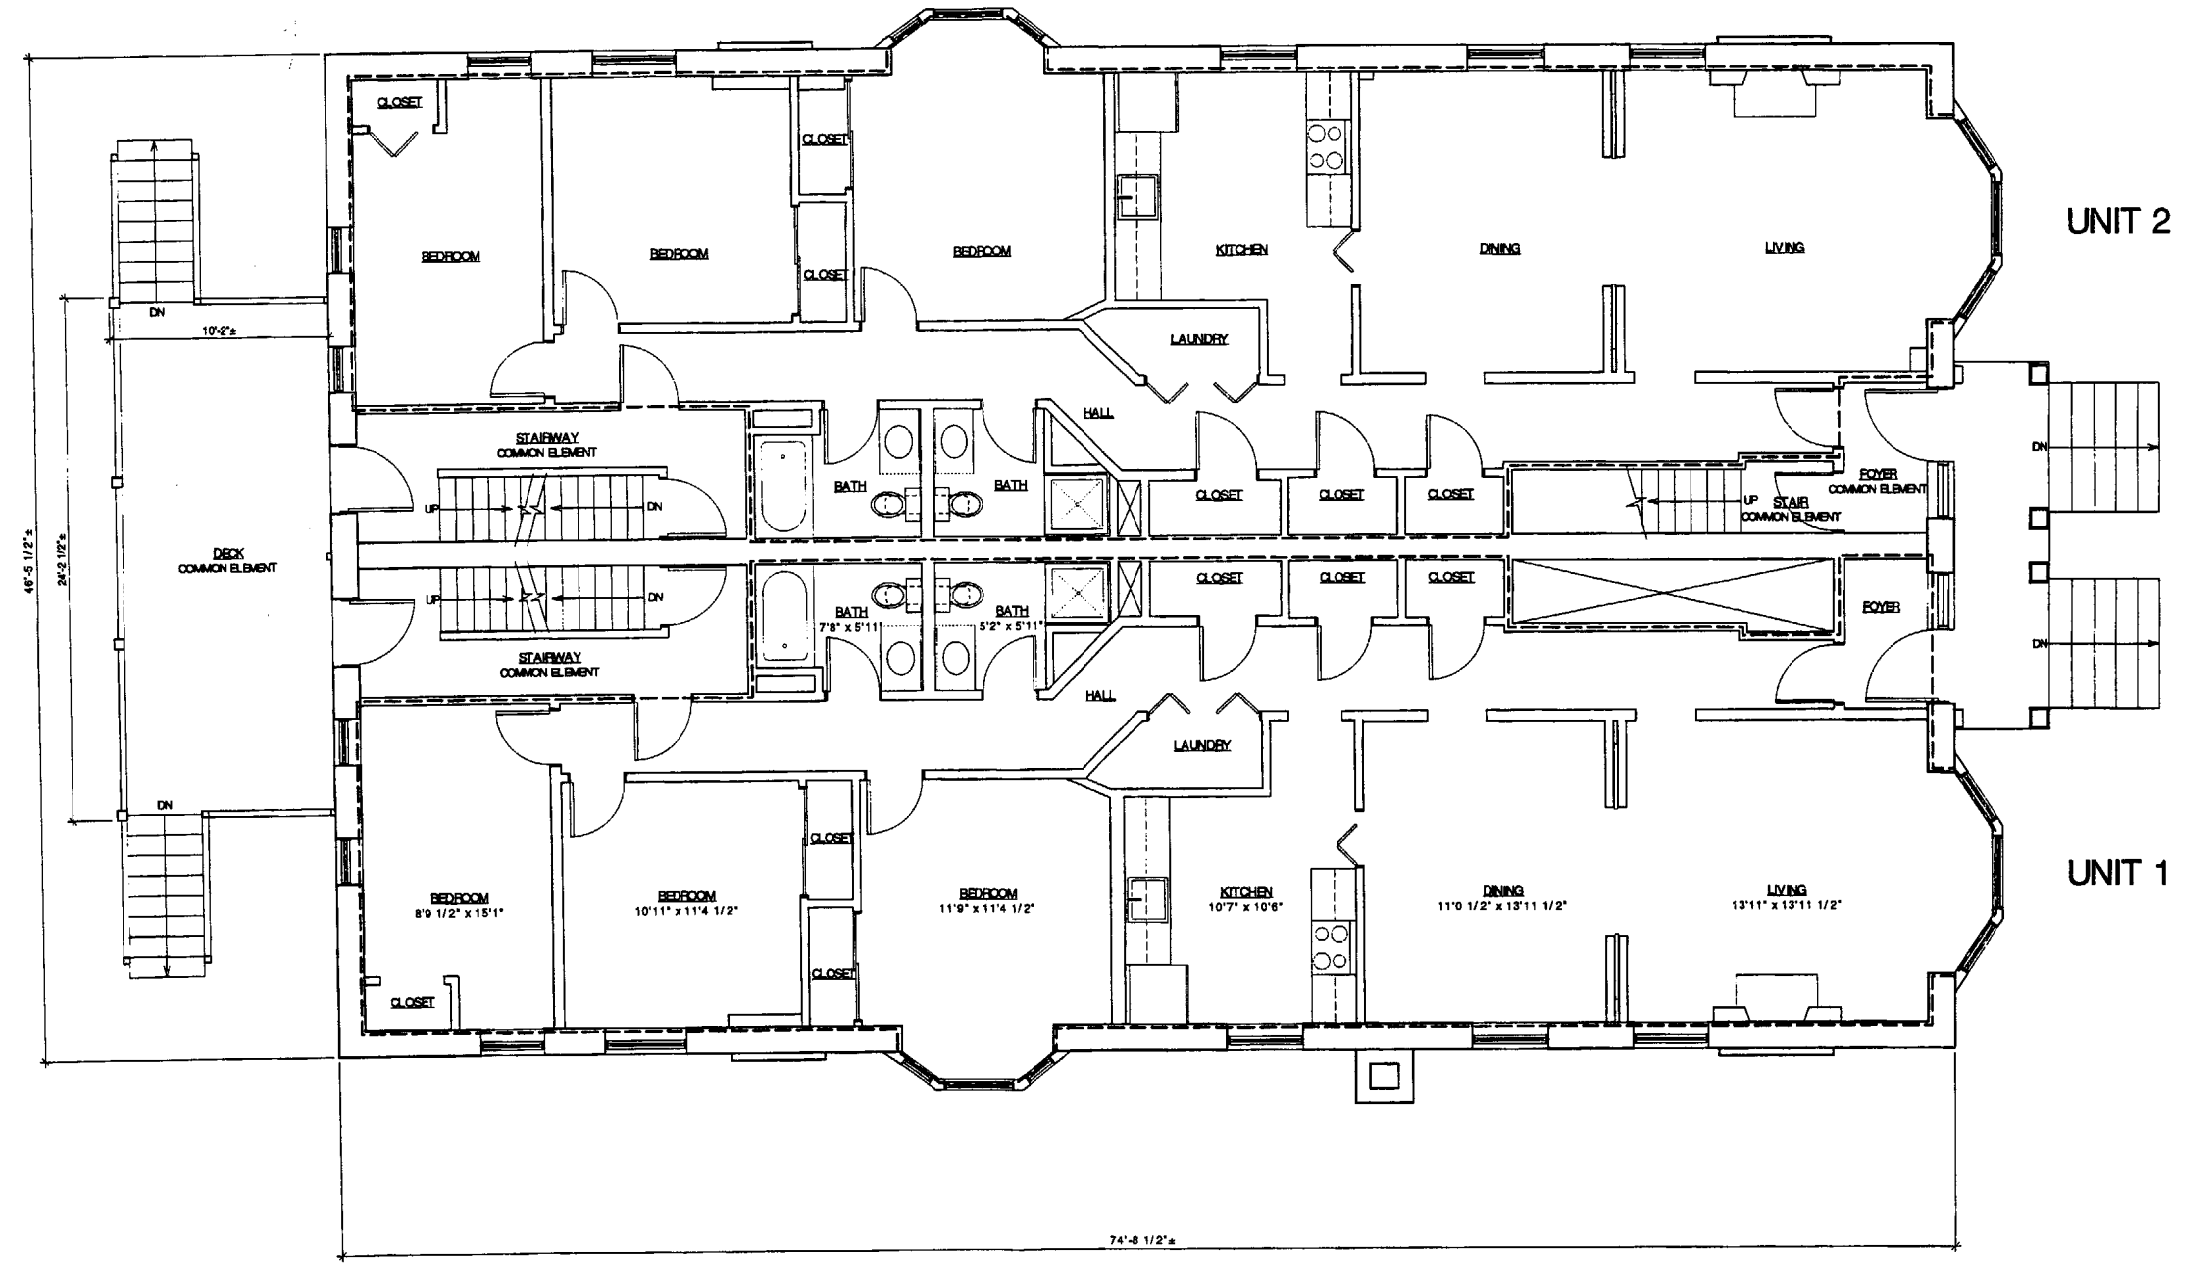 CLOSET
CLOSET
CLOSET
BEDROOM
BEDROOM
BEDROOM
KITCHEN
DINING
LIVING
UNIT 2
DN
10'-2"±
LAUNDRY
HALL
STAIRWAY
COMMON ELEMENT
BATH
BATH
CLOSET
CLOSET
CLOSET
FOYER
COMMON ELEMENT
UP
STAIR
COMMON ELEMENT
DN
UP
DN
46'-5 1/2"±
24'-2 1/2"±
DECK
COMMON ELEMENT
UP
DN
BATH
7'8" x 5'11"
BATH
5'2" x 5'11"
CLOSET
CLOSET
CLOSET
FOYER
DN
STAIRWAY
COMMON ELEMENT
HALL
LAUNDRY
DN
CLOSET
BEDROOM
8'9 1/2" x 15'1"
BEDROOM
10'11" x 11'4 1/2"
BEDROOM
11'9" x 11'4 1/2"
KITCHEN
10'7" x 10'6"
DINING
11'0 1/2" x 13'11 1/2"
LIVING
13'11" x 13'11 1/2"
UNIT 1
CLOSET
CLOSET
74'-8 1/2"±